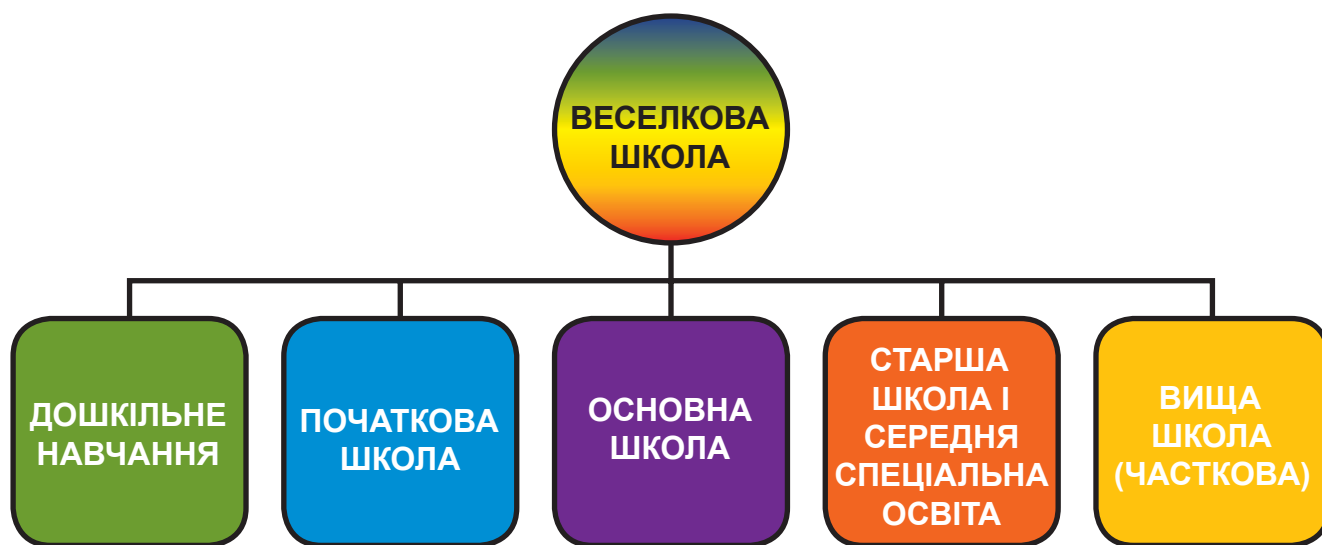 ВЕСЕЛКОВА
ШКОЛА
ДОШКІЛЬНЕ
НАВЧАННЯ
ПОЧАТКОВА
ШКОЛА
ОСНОВНА
ШКОЛА
СТАРША
ШКОЛА І
СЕРЕДНЯ
СПЕЦІАЛЬНА
ОСВІТА
ВИЩА
ШКОЛА
(ЧАСТКОВА)